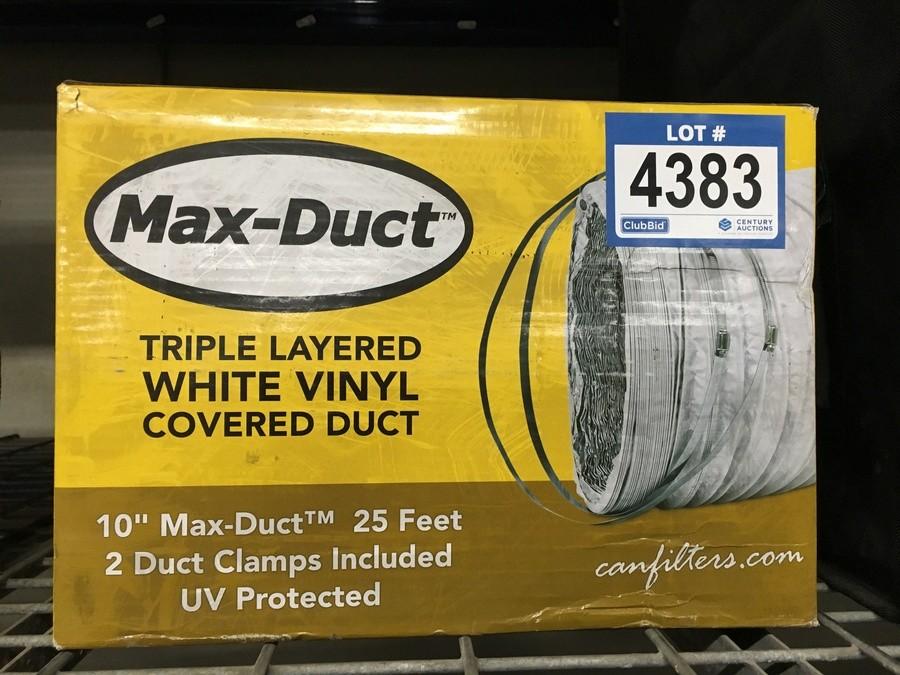 LOT #
4383
ClubBid
CENTURY
AUCTIONS
Max-Duct™
TRIPLE LAYERED
WHITE VINYL
COVERED DUCT
10" Max-Duct™ 25 Feet
2 Duct Clamps Included
UV Protected
canfilters.com